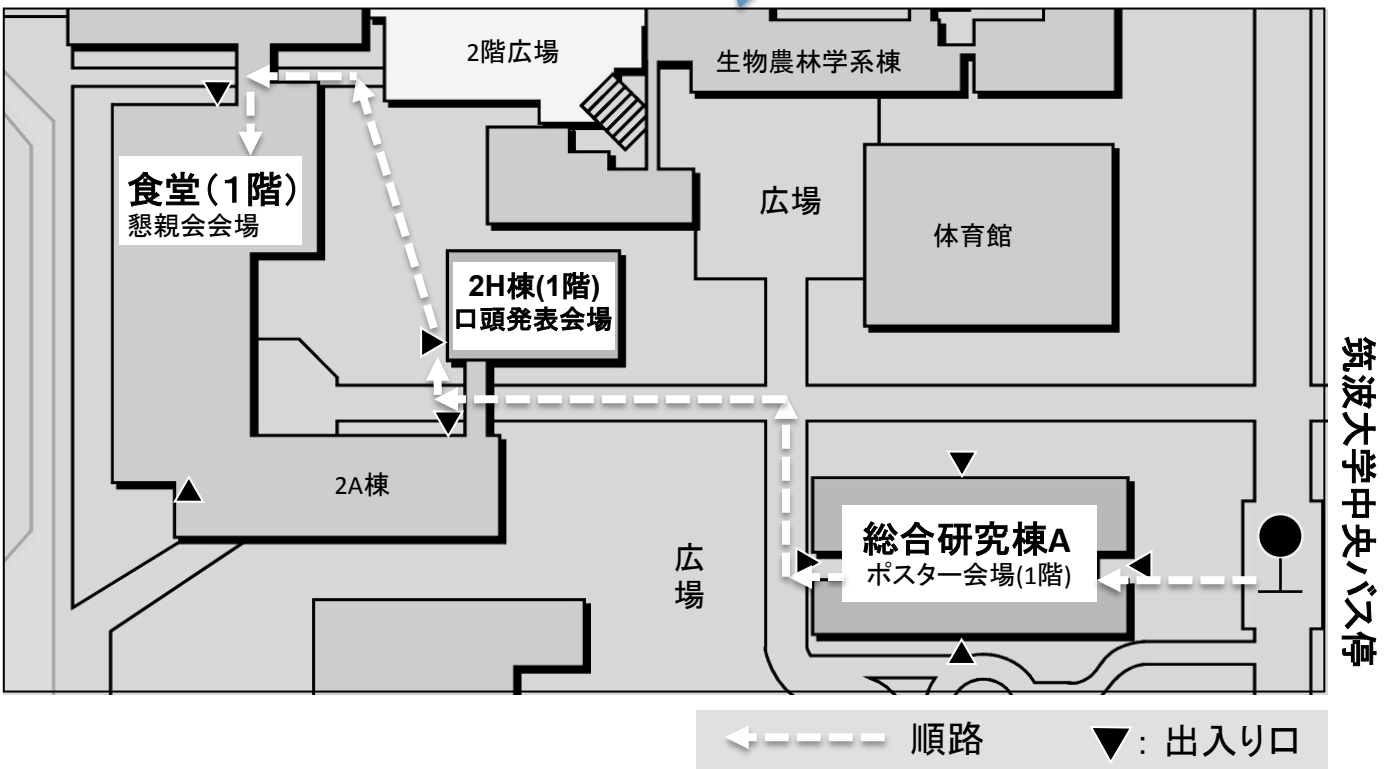 2階広場
生物農林学系棟
食堂（1階）
懇親会会場
広場
体育館
2H棟(1階)
口頭発表会場
2A棟
広
場
総合研究棟A
ポスター会場(1階)
筑波大学中央バス停
順路
: 出入り口